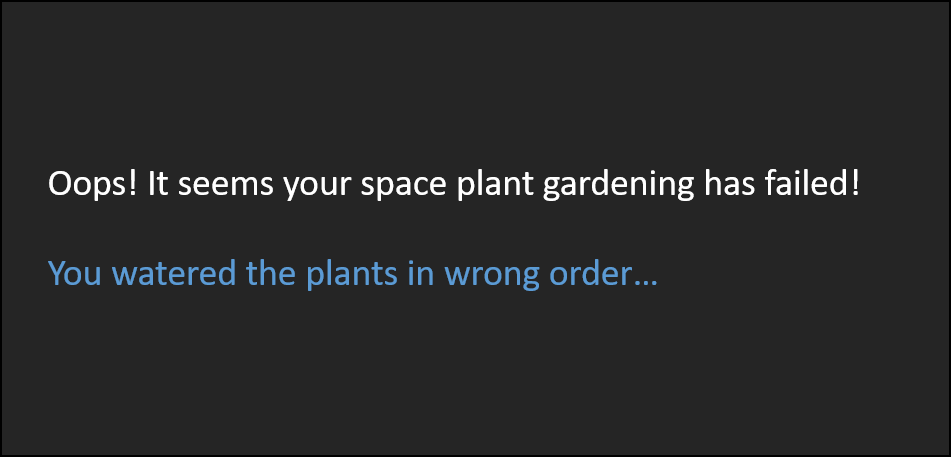 Oops! It seems your space plant gardening has failed!
You watered the plants in wrong order...